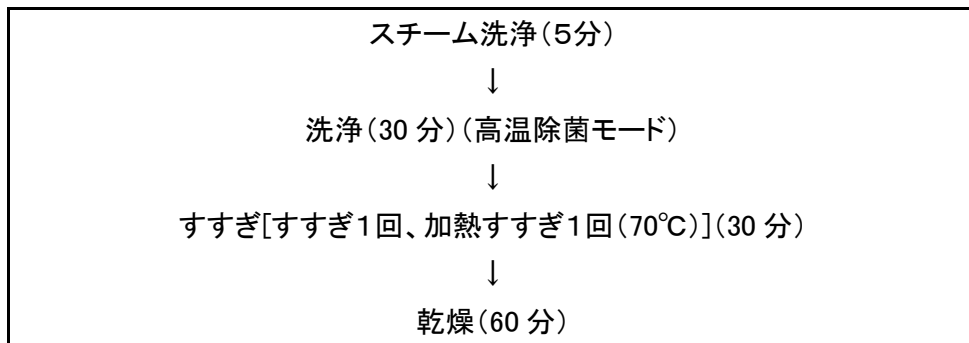 スチーム洗浄（５分）
↓
洗浄（30 分）（高温除菌モード）
↓
すすぎ[すすぎ１回、加熱すすぎ１回（70℃）]（30 分）
↓
乾燥（60 分）